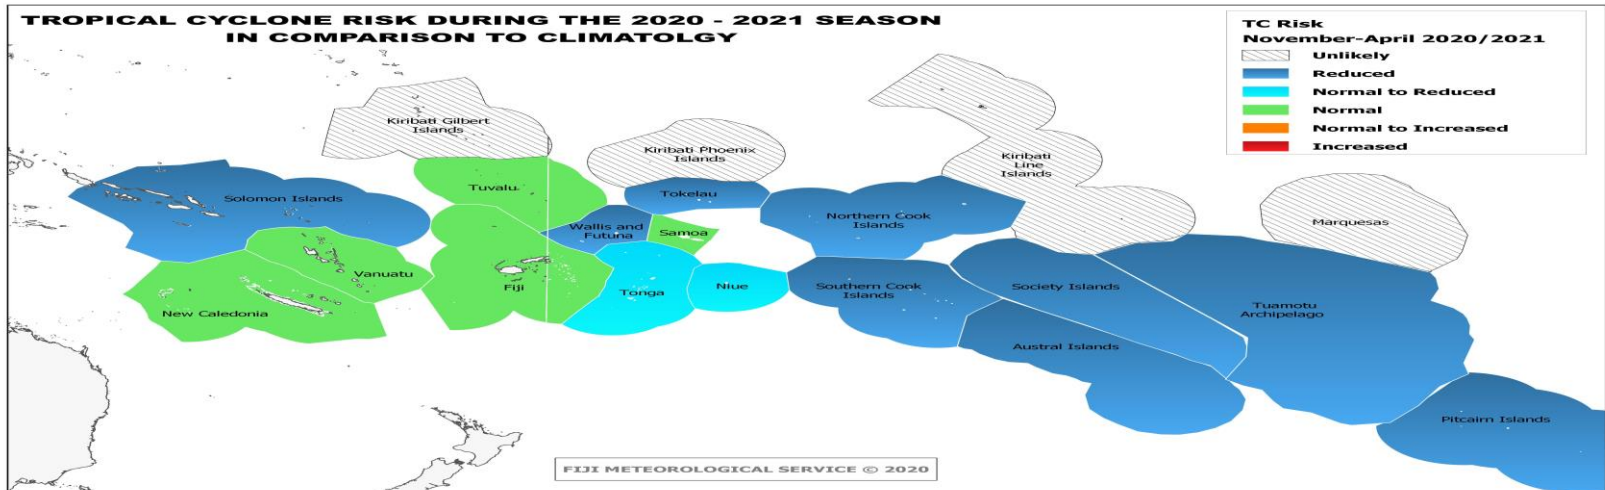 TROPICAL CYCLONE RISK DURING THE 2020 - 2021 SEASON
IN COMPARISON TO CLIMATOLGY
TC Risk
November-April 2020/2021
Unlikely
Reduced
Normal to Reduced
Normal
Normal to Increased
Increased
Kiribati Gilbert
Islands
Kiribati Phoenix
Islands
Kiribati
Line
Islands
Tuvalu
Tokelau
Solomon Islands
Northern Cook
Islands
Marquesas
Wallis and
Futuna
Samoa
Vanuatu
Fiji
Tonga
Niue
Southern Cook
Islands
Society Islands
Tuamotu
Archipelago
New Caledonia
Austral Islands
Pitcairn Islands
FIJI METEOROLOGICAL SERVICE © 2020